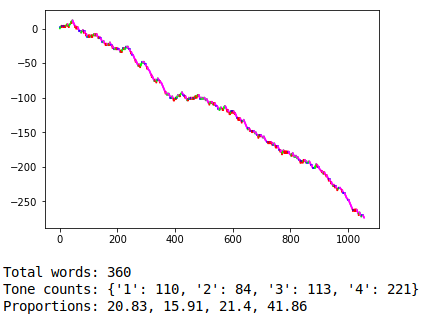 0
−50
−100
−150
−200
−250
0 200 400 600 800 1000
Total words: 360
Tone counts: {'1': 110, '2': 84, '3': 113, '4': 221}
Proportions: 20.83, 15.91, 21.4, 41.86